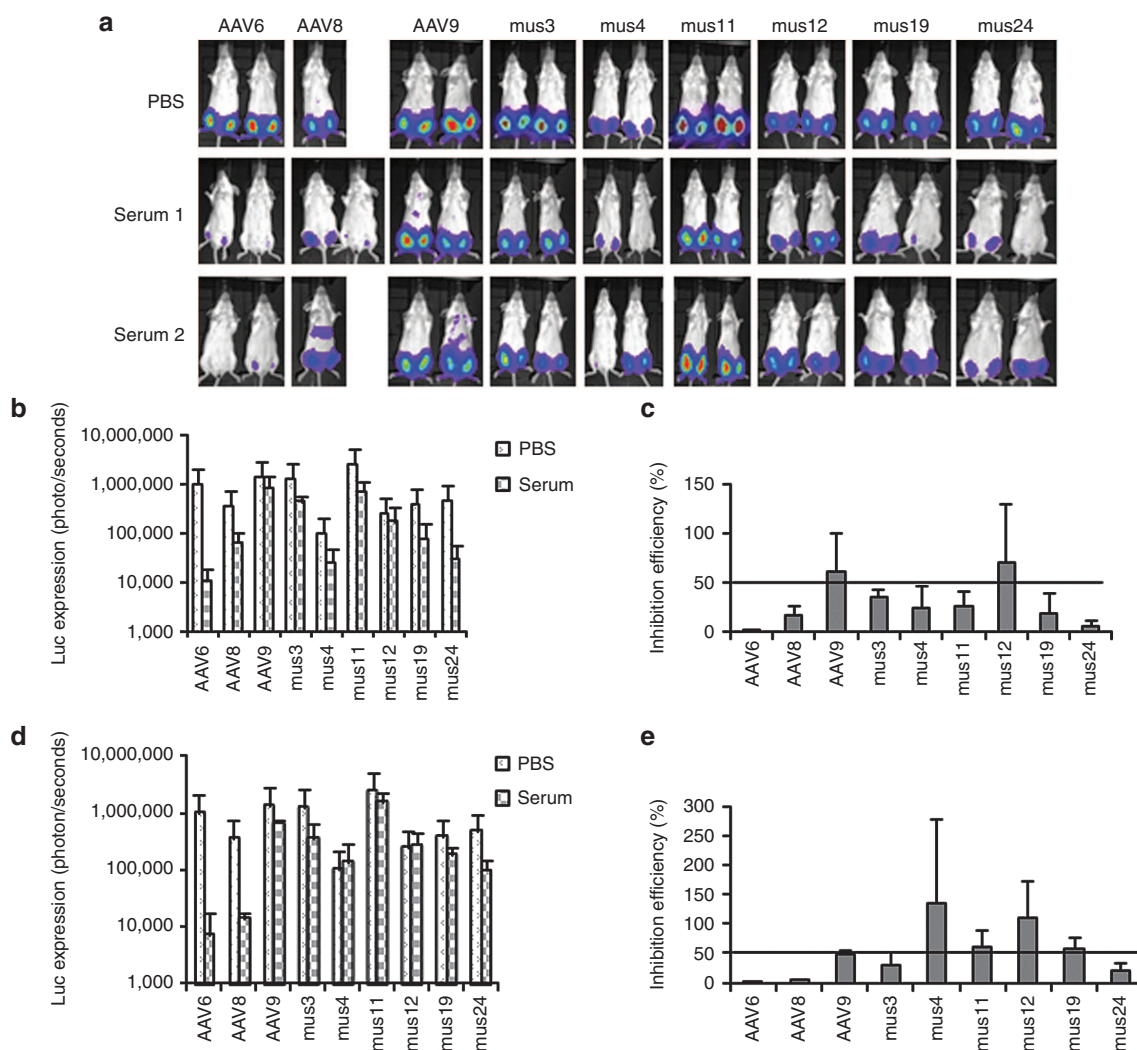 a
AAV6 AAV8 AAV9 mus3 mus4 mus11 mus12 mus19 mus24
PBS
Serum 1
Serum 2
b
Luc expression (photo/seconds)
10,000,000
1,000,000
100,000
10,000
1,000
PBS
Serum
AAV6 AAV8 AAV9 mus3 mus4 mus11 mus12 mus19 mus24
c
Inhibition efficiency (%)
150
100
50
0
AAV6 AAV8 AAV9 mus3 mus4 mus11 mus12 mus19 mus24
d
Luc expression (photon/seconds)
10,000,000
1,000,000
100,000
10,000
1,000
PBS
Serum
AAV6 AAV8 AAV9 mus3 mus4 mus11 mus12 mus19 mus24
e
Inhibition efficiency (%)
300
250
200
150
100
50
0
AAV6 AAV8 AAV9 mus3 mus4 mus11 mus12 mus19 mus24